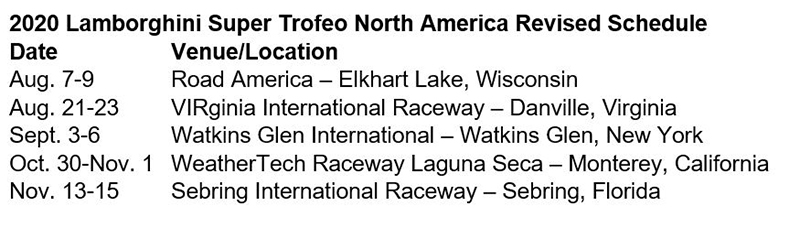 2020 Lamborghini Super Trofeo North America Revised Schedule
Date Venue/Location
Aug. 7-9 Road America – Elkhart Lake, Wisconsin
Aug. 21-23 VIRginia International Raceway – Danville, Virginia
Sept. 3-6 Watkins Glen International – Watkins Glen, New York
Oct. 30-Nov. 1 WeatherTech Raceway Laguna Seca – Monterey, California
Nov. 13-15 Sebring International Raceway – Sebring, Florida